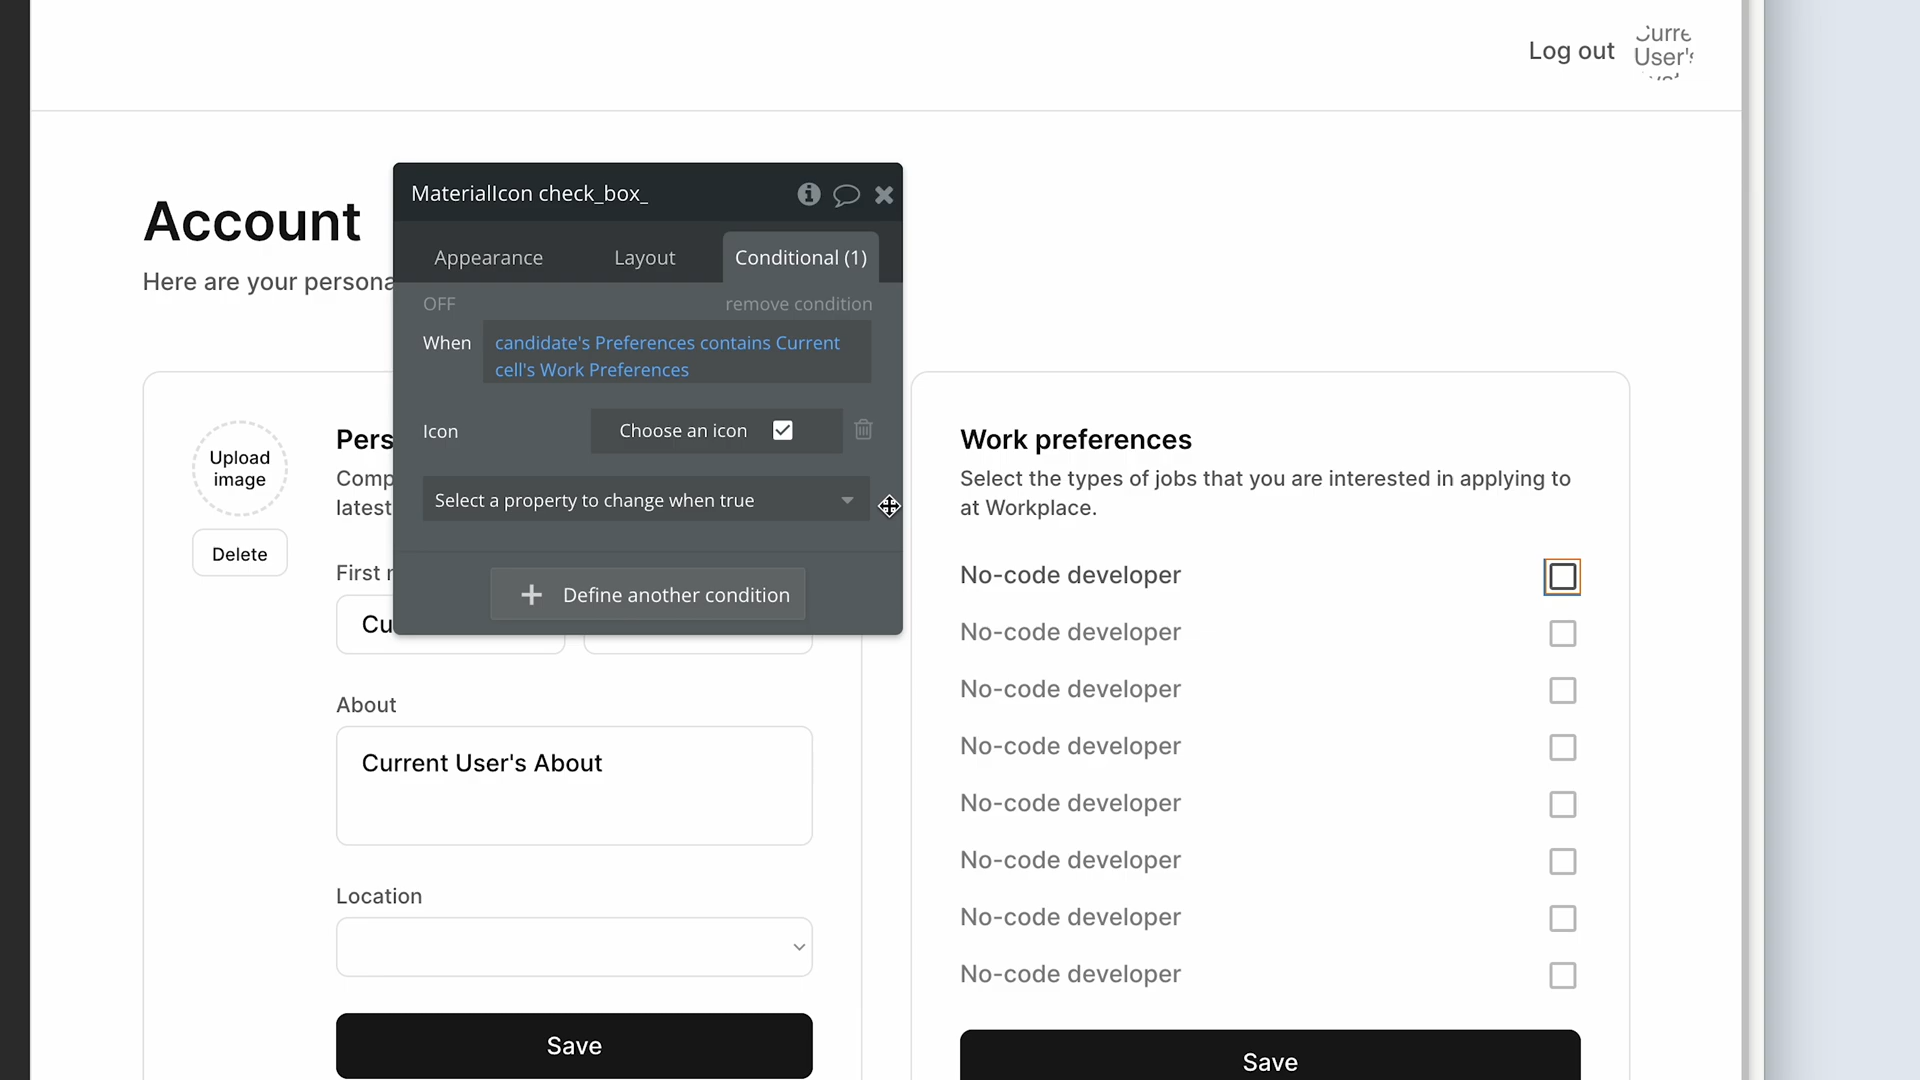 Log out
User's
Account
Here are your persona
MaterialIcon check_box_
Appearance
Layout
Conditional (1)
OFF
remove condition
When
candidate's Preferences contains Current
cell's Work Preferences
Icon
Choose an icon
Select a property to change when true
Define another condition
Upload
image
Delete
Pers
Comp
latest
First n
Cu
About
Current User's About
Location
Save
Work preferences
Select the types of jobs that you are interested in applying to
at Workplace.
No-code developer
No-code developer
No-code developer
No-code developer
No-code developer
No-code developer
No-code developer
No-code developer
Save